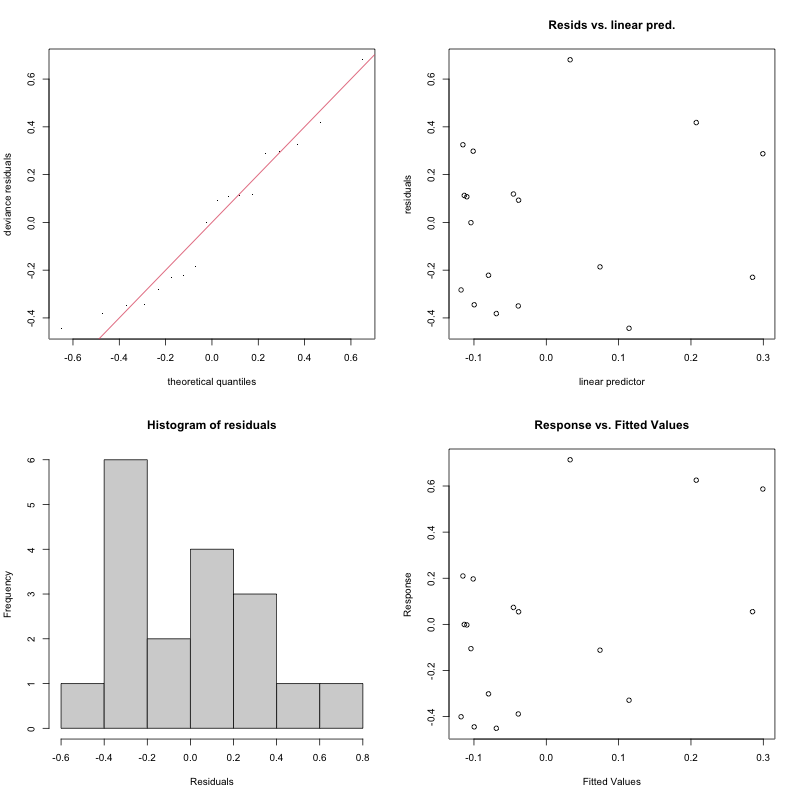 deviance residuals
0.6
0.4
0.2
0.0
-0.2
-0.4
-0.6 -0.4 -0.2 0.0 0.2 0.4 0.6
theoretical quantiles
Resids vs. linear pred.
residuals
0.6
0.4
0.2
0.0
-0.2
-0.4
-0.1 0.0 0.1 0.2 0.3
linear predictor
Histogram of residuals
Frequency
6
5
4
3
2
1
0
-0.6 -0.4 -0.2 0.0 0.2 0.4 0.6 0.8
Residuals
Response vs. Fitted Values
Response
0.6
0.4
0.2
0.0
-0.2
-0.4
-0.1 0.0 0.1 0.2 0.3
Fitted Values